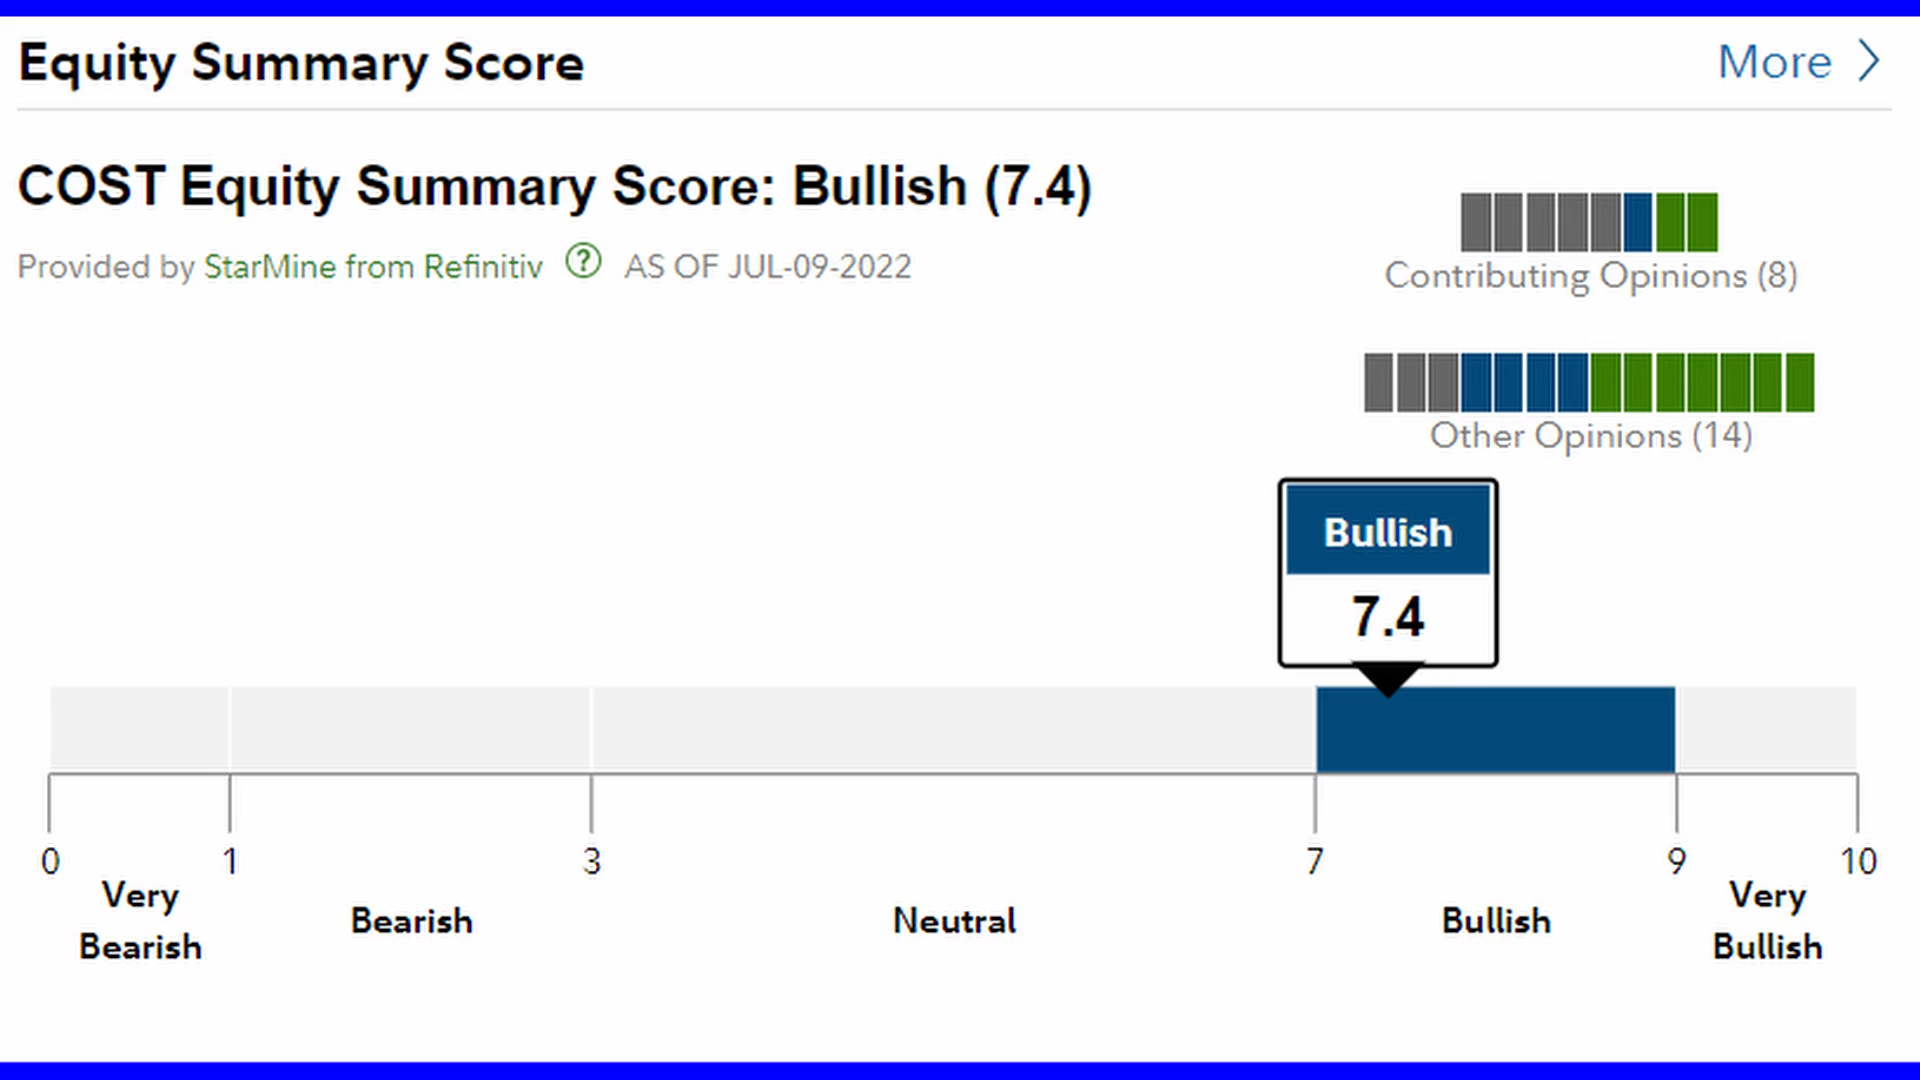 Equity Summary Score
More
COST Equity Summary Score: Bullish (7.4)
Provided by StarMine from Refinitiv ? AS OF JUL-09-2022
Contributing Opinions (8)
Other Opinions (14)
Bullish
7.4
0 1 3 7 9 10
Very Bearish
Bearish
Neutral
Bullish
Very Bullish